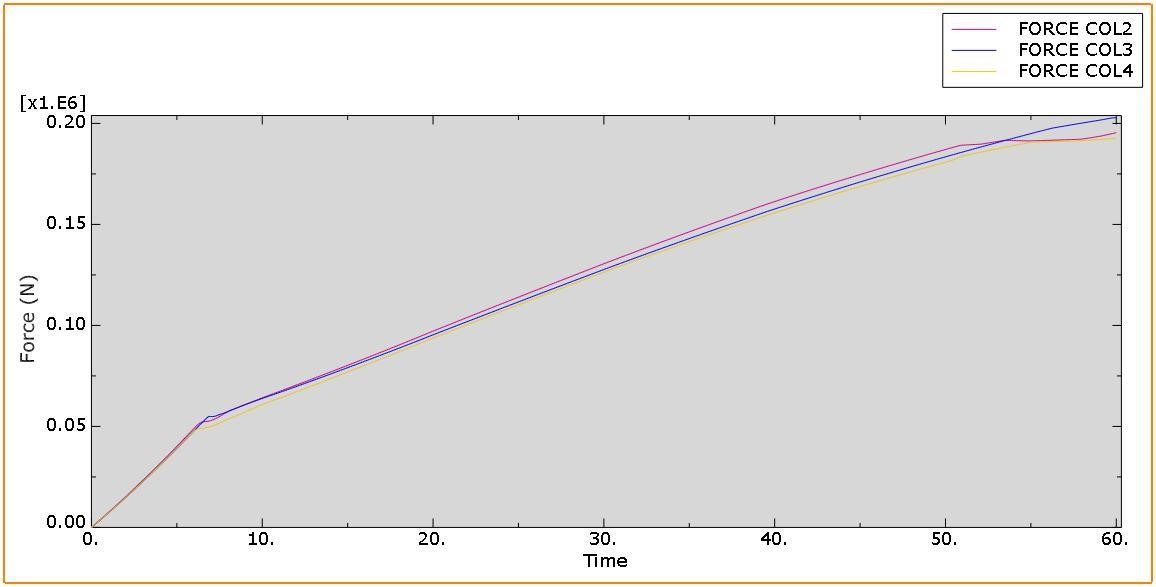 FORCE COL2
FORCE COL3
FORCE COL4
[x1.E6]
0.20
0.15
Force (N)
0.10
0.05
0.00
0. 10. 20. 30. 40. 50. 60.
Time